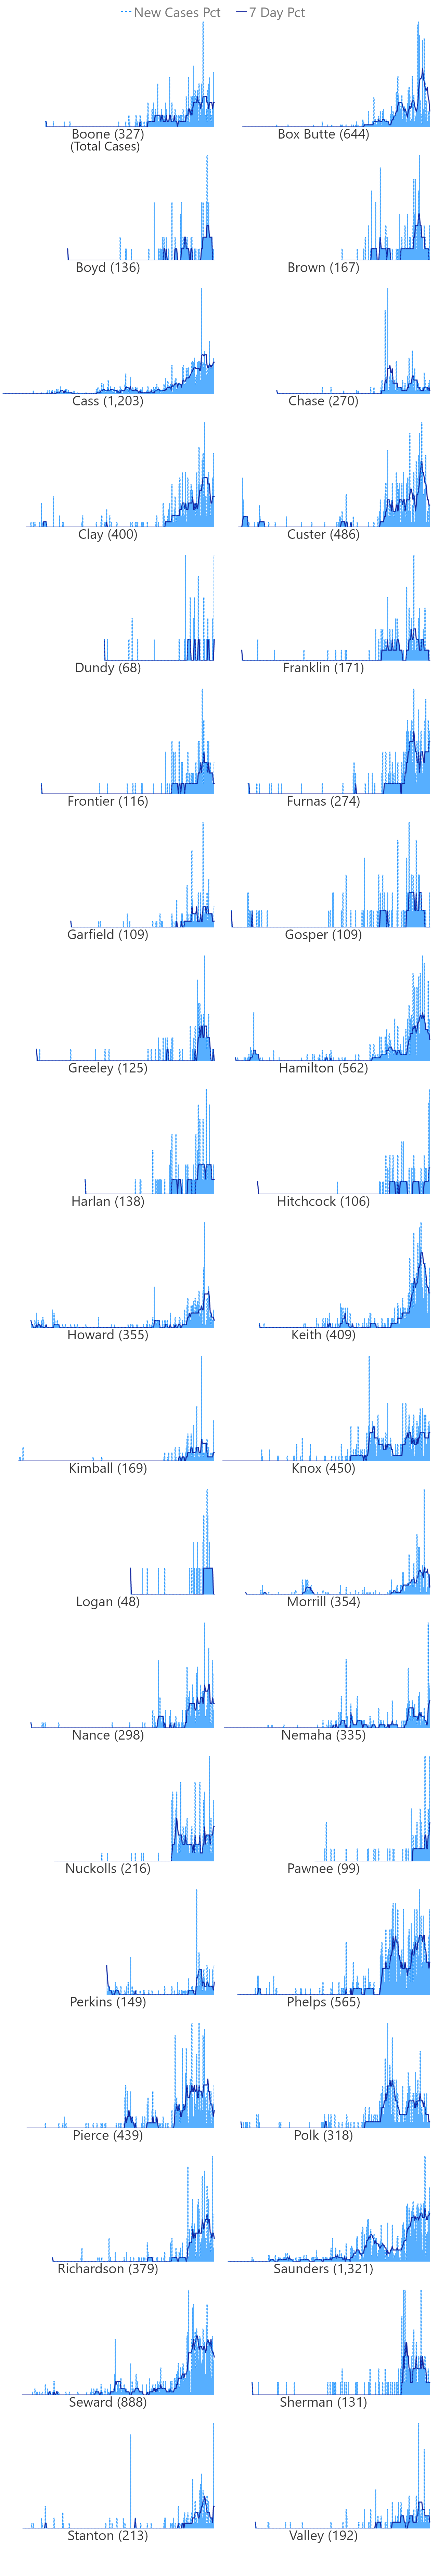 New Cases Pct 7 Day Pct
Boone (327) Box Butte (644)
(Total Cases)
Boyd (136) Brown (167)
Cass (1,203) Chase (270)
Clay (400) Custer (486)
Dundy (68) Franklin (171)
Frontier (116) Furnas (274)
Garfield (109) Gosper (109)
Greeley (125) Hamilton (562)
Harlan (138) Hitchcock (106)
Howard (355) Keith (409)
Kimball (169) Knox (450)
Logan (48) Morrill (354)
Nance (298) Nemaha (335)
Nuckolls (216) Pawnee (99)
Perkins (149) Phelps (565)
Pierce (439) Polk (318)
Richardson (379) Saunders (1,321)
Seward (888) Sherman (131)
Stanton (213) Valley (192)